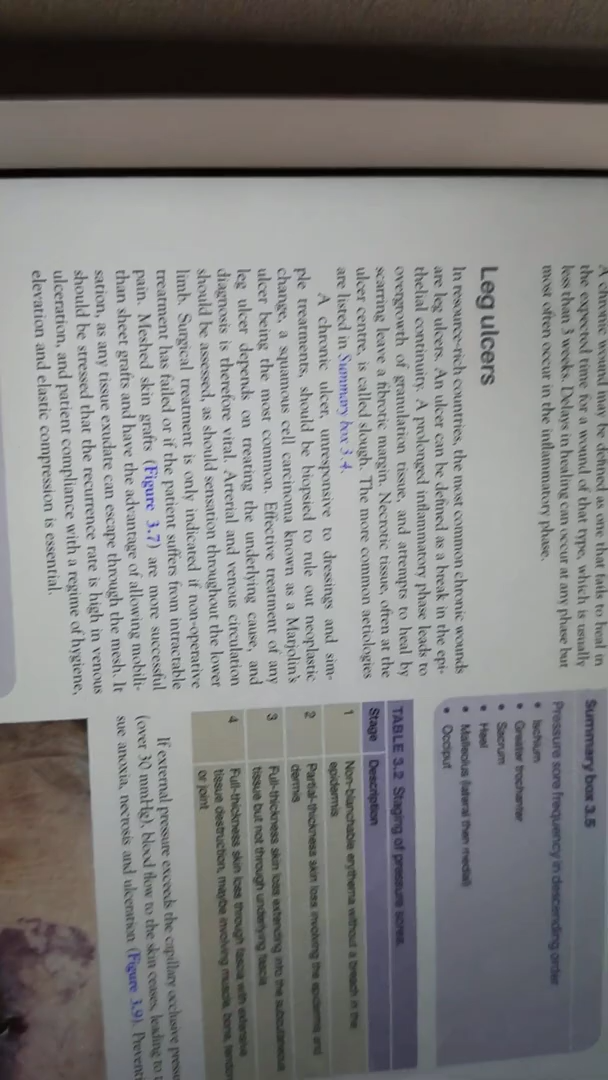 A chronic wound may be defined as one that fails to heal in
the expected time for a wound of that type, which is usually
less than 3 weeks. Delays in healing can occur at any phase but
most often occur in the inflammatory phase.
Leg ulcers
In resource-rich countries, the most common chronic wounds
are leg ulcers. An ulcer can be defined as a break in the epi-
thelial continuity. A prolonged inflammatory phase leads to
overgrowth of granulation tissue, and attempts to heal by
scarring leave a fibrotic margin. Necrotic tissue, often at the
ulcer centre, is called slough. The more common aetiologies
are listed in Summary box 3.4.
A chronic ulcer, unresponsive to dressings and sim-
ple treatments, should be biopsied to rule out neoplastic
change, a squamous cell carcinoma known as a Marjolin's
ulcer being the most common. Effective treatment of any
leg ulcer depends on treating the underlying cause, and
diagnosis is therefore vital. Arterial and venous circulation
should be assessed, as should sensation throughout the lower
limb. Surgical treatment is only indicated if non-operative
treatment has failed or if the patient suffers from intractable
pain. Meshed skin grafts (Figure 3.7) are more successful
than sheet grafts and have the advantage of allowing mobili-
sation, as any tissue exudate can escape through the mesh. It
should be stressed that the recurrence rate is high in venous
ulceration, and patient compliance with a regime of hygiene,
elevation and elastic compression is essential.
Summary box 3.5
Pressure sore frequency in descending order
• Ischium
• Greater trochanter
• Sacrum
• Heel
• Malleolus (lateral then medial)
• Occiput
TABLE 3.2 Staging of pressure sores.
Stage Description
1 Non-blanchable erythema without a breach in the
epidermis
2 Partial-thickness skin loss involving the epidermis and
dermis
3 Full-thickness skin loss extending into the subcutaneous
tissue but not through underlying fascia
4 Full-thickness skin loss through fascia with extensive
tissue destruction, maybe involving muscle, bone, tendon
or joint
If external pressure exceeds the capillary occlusive
(over 30 mmHg), blood flow to the skin ceases, leading to
sue anoxia, necrosis and ulceration (Figure 3.9).